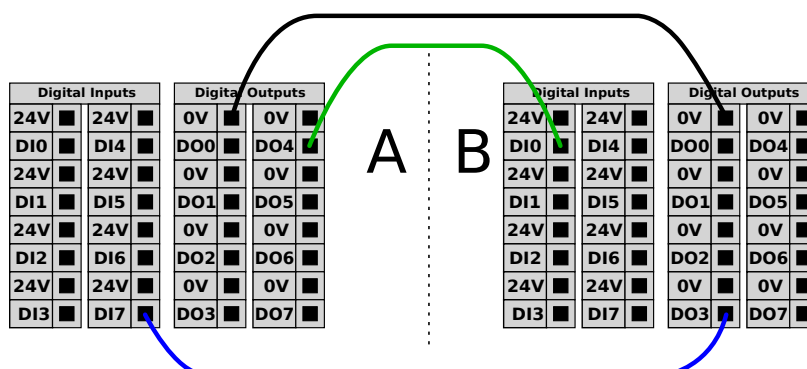 Digital Inputs Digital Outputs Digital Inputs Digital Outputs
24V 24V 0V 0V 24V 24V 0V 0V
DI0 DI4 DO0 DO4 A B DI0 DI4 DO0 DO4
24V 24V 0V 0V 24V 24V 0V 0V
DI1 DI5 DO1 DO5 DI1 DI5 DO1 DO5
24V 24V 0V 0V 24V 24V 0V 0V
DI2 DI6 DO2 DO6 DI2 DI6 DO2 DO6
24V 24V 0V 0V 24V 24V 0V 0V
DI3 DI7 DO3 DO7 DI3 DI7 DO3 DO7